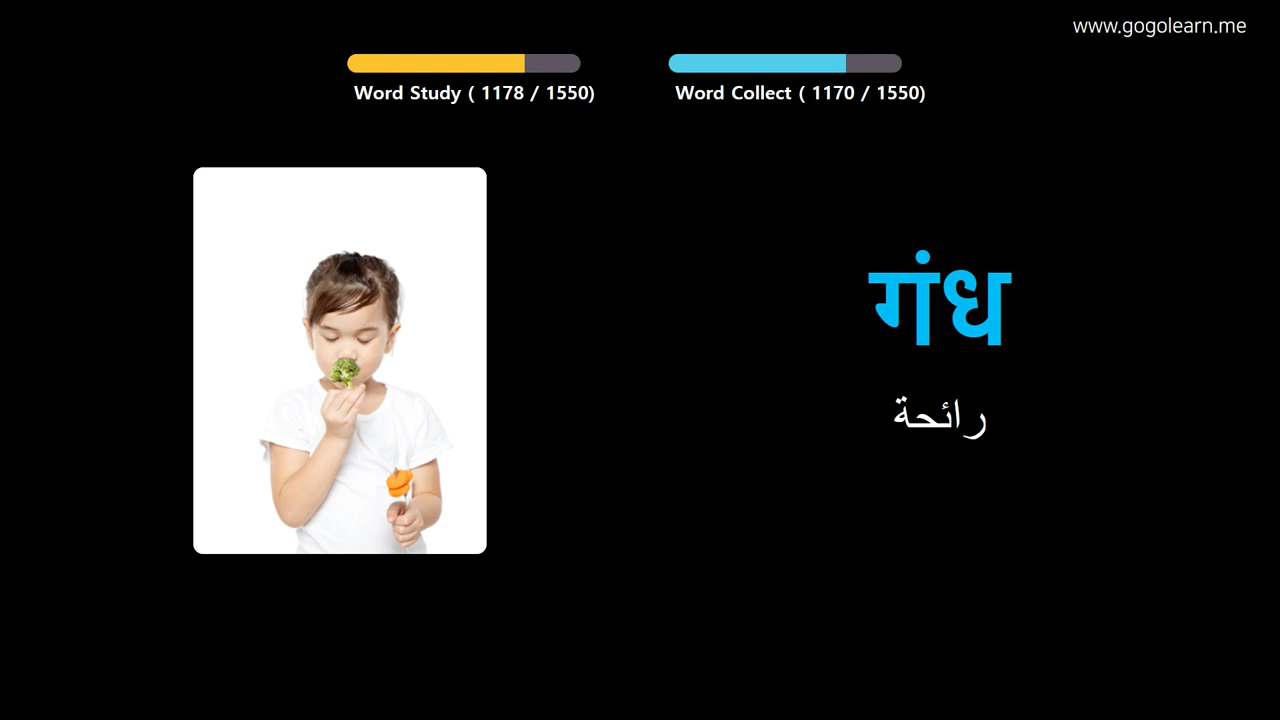 www.gogolearn.me
Word Study ( 1178 / 1550)
Word Collect ( 1170 / 1550)
गंध
رائحة